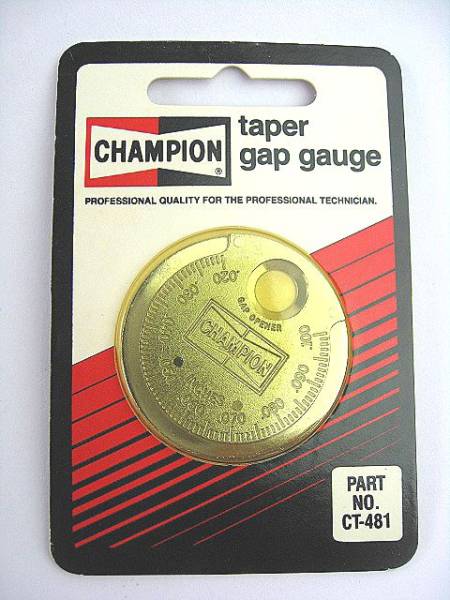 CHAMPION
®
taper
gap gauge
PROFESSIONAL QUALITY FOR THE PROFESSIONAL TECHNICIAN.
.020
.030
GAP OPENER
CHAMPION
.070
.080
.090
.100
PART
NO.
CT-481